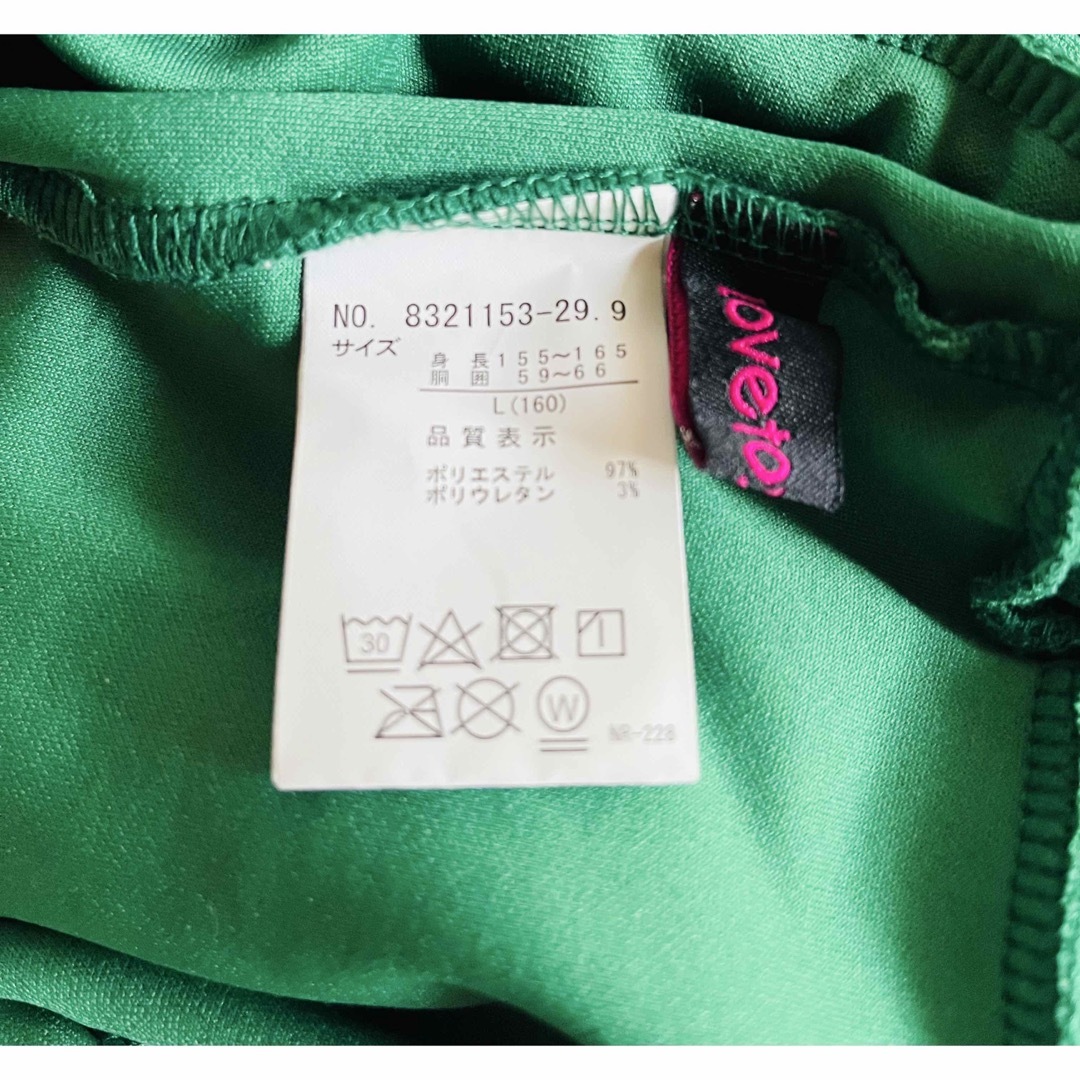 NO. 8321153-29.9
サイズ
身長155～165
胴囲 59～66
L(160)
品質表示
ポリエステル 97%
ポリウレタン 3%
30
W
NR-228